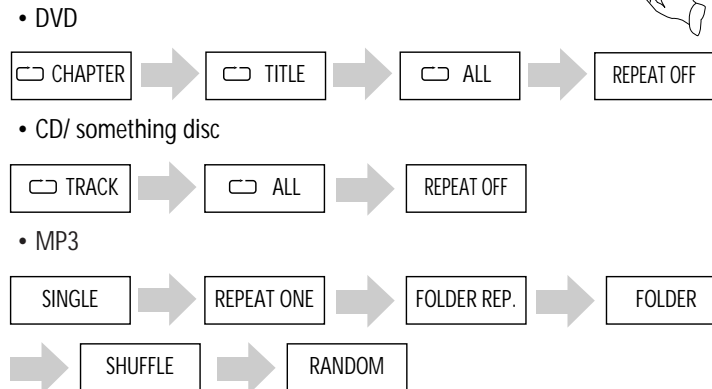 • DVD
CHAPTER TITLE ALL REPEAT OFF
• CD/ something disc
TRACK ALL REPEAT OFF
• MP3
SINGLE REPEAT ONE FOLDER REP. FOLDER
SHUFFLE RANDOM